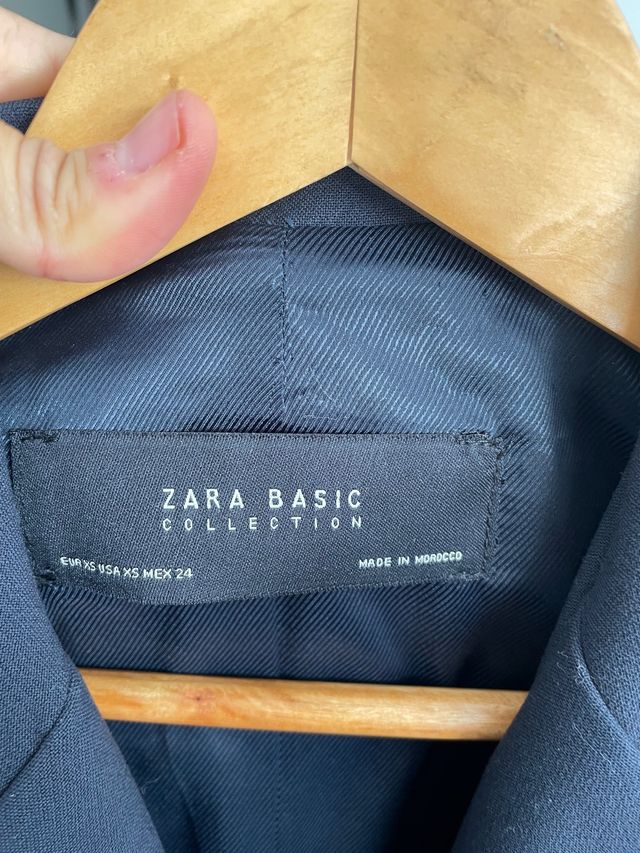 ZARA BASIC
COLLECTION
EUR XS USA XS MEX 24
MADE IN MOROCCO